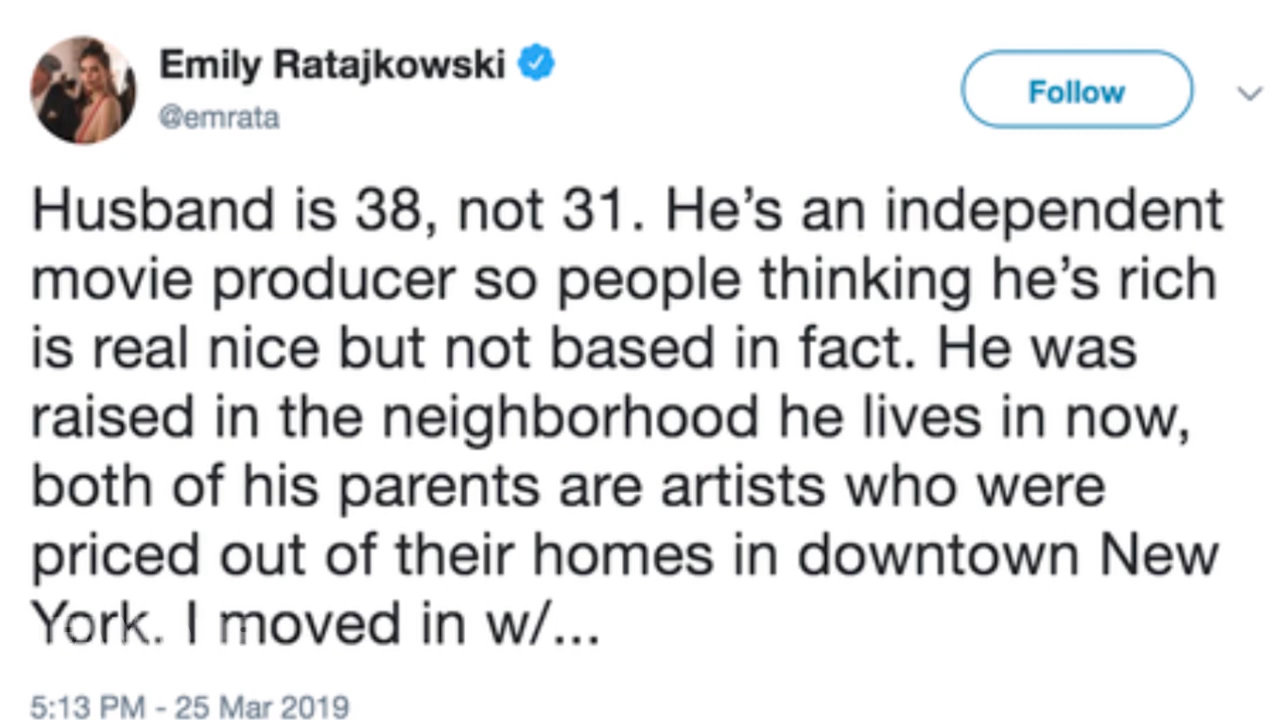 Emily Ratajkowski
@emrata
Follow
Husband is 38, not 31. He’s an independent
movie producer so people thinking he’s rich
is real nice but not based in fact. He was
raised in the neighborhood he lives in now,
both of his parents are artists who were
priced out of their homes in downtown New
York. I moved in w/...
5:13 PM - 25 Mar 2019